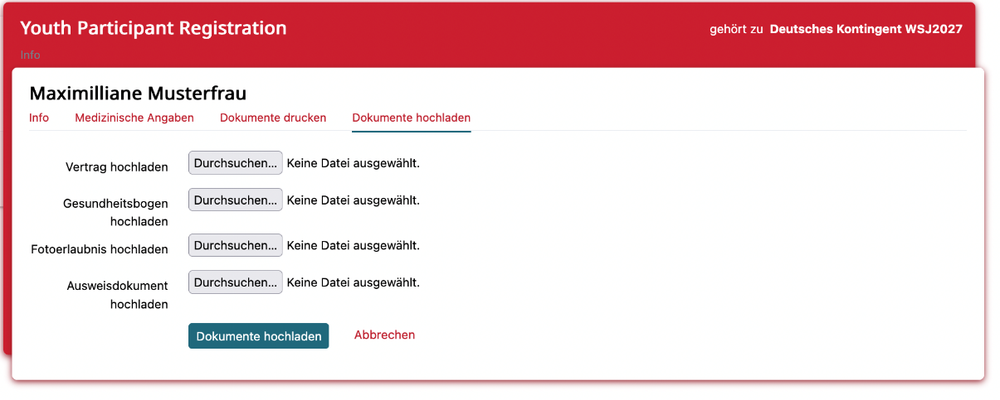 Youth Participant Registration
gehört zu Deutsches Kontingent WSJ2027
Info
Maximilliane Musterfrau
Info Medizinische Angaben Dokumente drucken Dokumente hochladen
Vertrag hochladen Durchsuchen... Keine Datei ausgewählt.
Gesundheitsbogen hochladen Durchsuchen... Keine Datei ausgewählt.
Fotoerlaubnis hochladen Durchsuchen... Keine Datei ausgewählt.
Ausweisdokument hochladen Durchsuchen... Keine Datei ausgewählt.
Dokumente hochladen Abbrechen